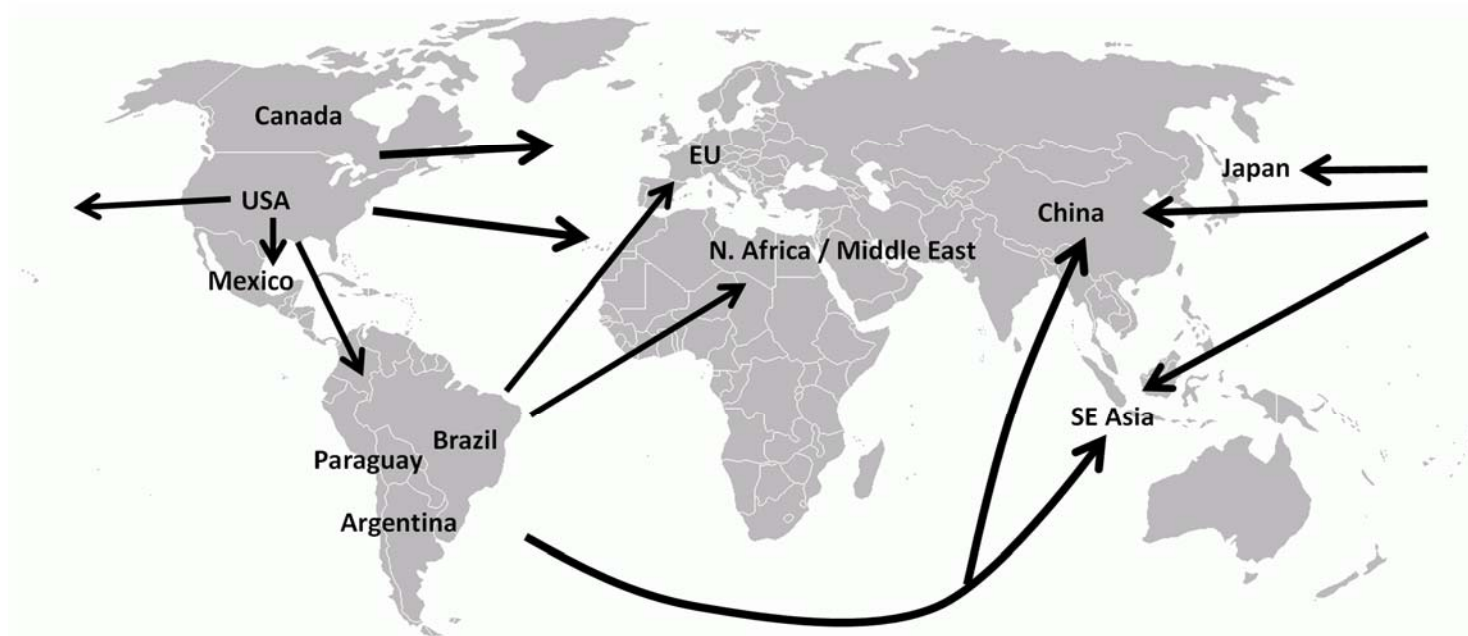 Canada
EU
Japan
USA
China
N. Africa / Middle East
Mexico
SE Asia
Brazil
Paraguay
Argentina